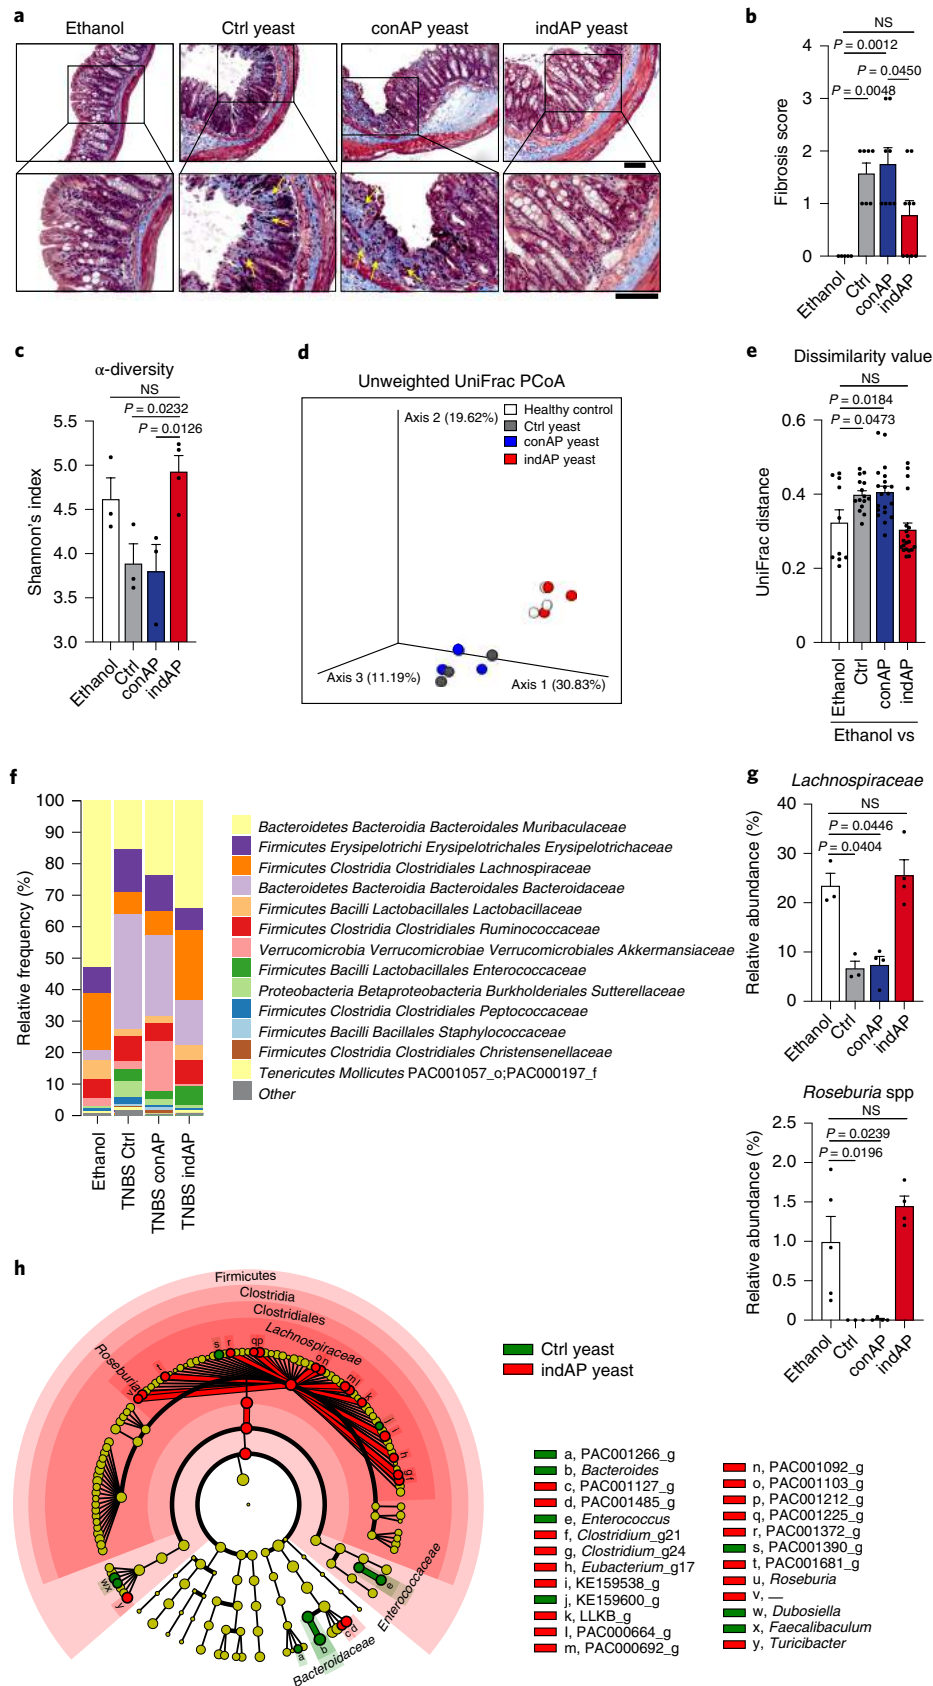 a
Ethanol
Ctrl yeast
conAP yeast
indAP yeast
b
NS
P = 0.0012
P = 0.0450
P = 0.0048
Fibrosis score
4
3
2
1
0
Ethanol
Ctrl
conAP
indAP
c
α-diversity
NS
P = 0.0232
P = 0.0126
Shannon's index
5.5
5.0
4.5
4.0
3.5
3.0
Ethanol
Ctrl
conAP
indAP
d
Unweighted UniFrac PCoA
Axis 2 (19.62%)
Healthy control
Ctrl yeast
conAP yeast
indAP yeast
Axis 3 (11.19%)
Axis 1 (30.83%)
e
Dissimilarity value
NS
P = 0.0184
P = 0.0473
UniFrac distance
0.6
0.4
0.2
0
Ethanol
Ctrl
conAP
indAP
Ethanol vs
f
Relative frequency (%)
100
90
80
70
60
50
40
30
20
10
0
Ethanol
TNBS Ctrl
TNBS conAP
TNBS indAP
Bacteroidetes Bacteroidia Bacteroidales Muribaculaceae
Firmicutes Erysipelotrichi Erysipelotrichales Erysipelotrichaceae
Firmicutes Clostridia Clostridiales Lachnospiraceae
Bacteroidetes Bacteroidia Bacteroidales Bacteroidaceae
Firmicutes Bacilli Lactobacillales Lactobacillaceae
Firmicutes Clostridia Clostridiales Ruminococcaceae
Verrucomicrobia Verrucomicrobiae Verrucomicrobiales Akkermansiaceae
Firmicutes Bacilli Lactobacillales Enterococcaceae
Proteobacteria Betaproteobacteria Burkholderiales Sutterellaceae
Firmicutes Clostridia Clostridiales Peptococcaceae
Firmicutes Bacilli Bacillales Staphylococcaceae
Firmicutes Clostridia Clostridiales Christensenellaceae
Tenericutes Mollicutes PAC001057_o;PAC000197_f
Other
g
Lachnospiraceae
NS
P = 0.0446
P = 0.0404
Relative abundance (%)
40
30
20
10
0
Ethanol
Ctrl
conAP
indAP
Roseburia spp
NS
P = 0.0239
P = 0.0196
Relative abundance (%)
2.5
2.0
1.5
1.0
0.5
0
Ethanol
Ctrl
conAP
indAP
h
Firmicutes
Clostridia
Clostridiales
Lachnospiraceae
Roseburia
Enterococcaceae
Bacteroidaceae
v
t
s
r
qp
on
ml
k
j
i
h
gf
e
cd
b
a
wx
y
Ctrl yeast
indAP yeast
a, PAC001266_g
b, Bacteroides
c, PAC001127_g
d, PAC001485_g
e, Enterococcus
f, Clostridium_g21
g, Clostridium_g24
h, Eubacterium_g17
i, KE159538_g
j, KE159600_g
k, LLKB_g
l, PAC000664_g
m, PAC000692_g
n, PAC001092_g
o, PAC001103_g
p, PAC001212_g
q, PAC001225_g
r, PAC001372_g
s, PAC001390_g
t, PAC001681_g
u, Roseburia
v, —
w, Dubosiella
x, Faecalibaculum
y, Turicibacter